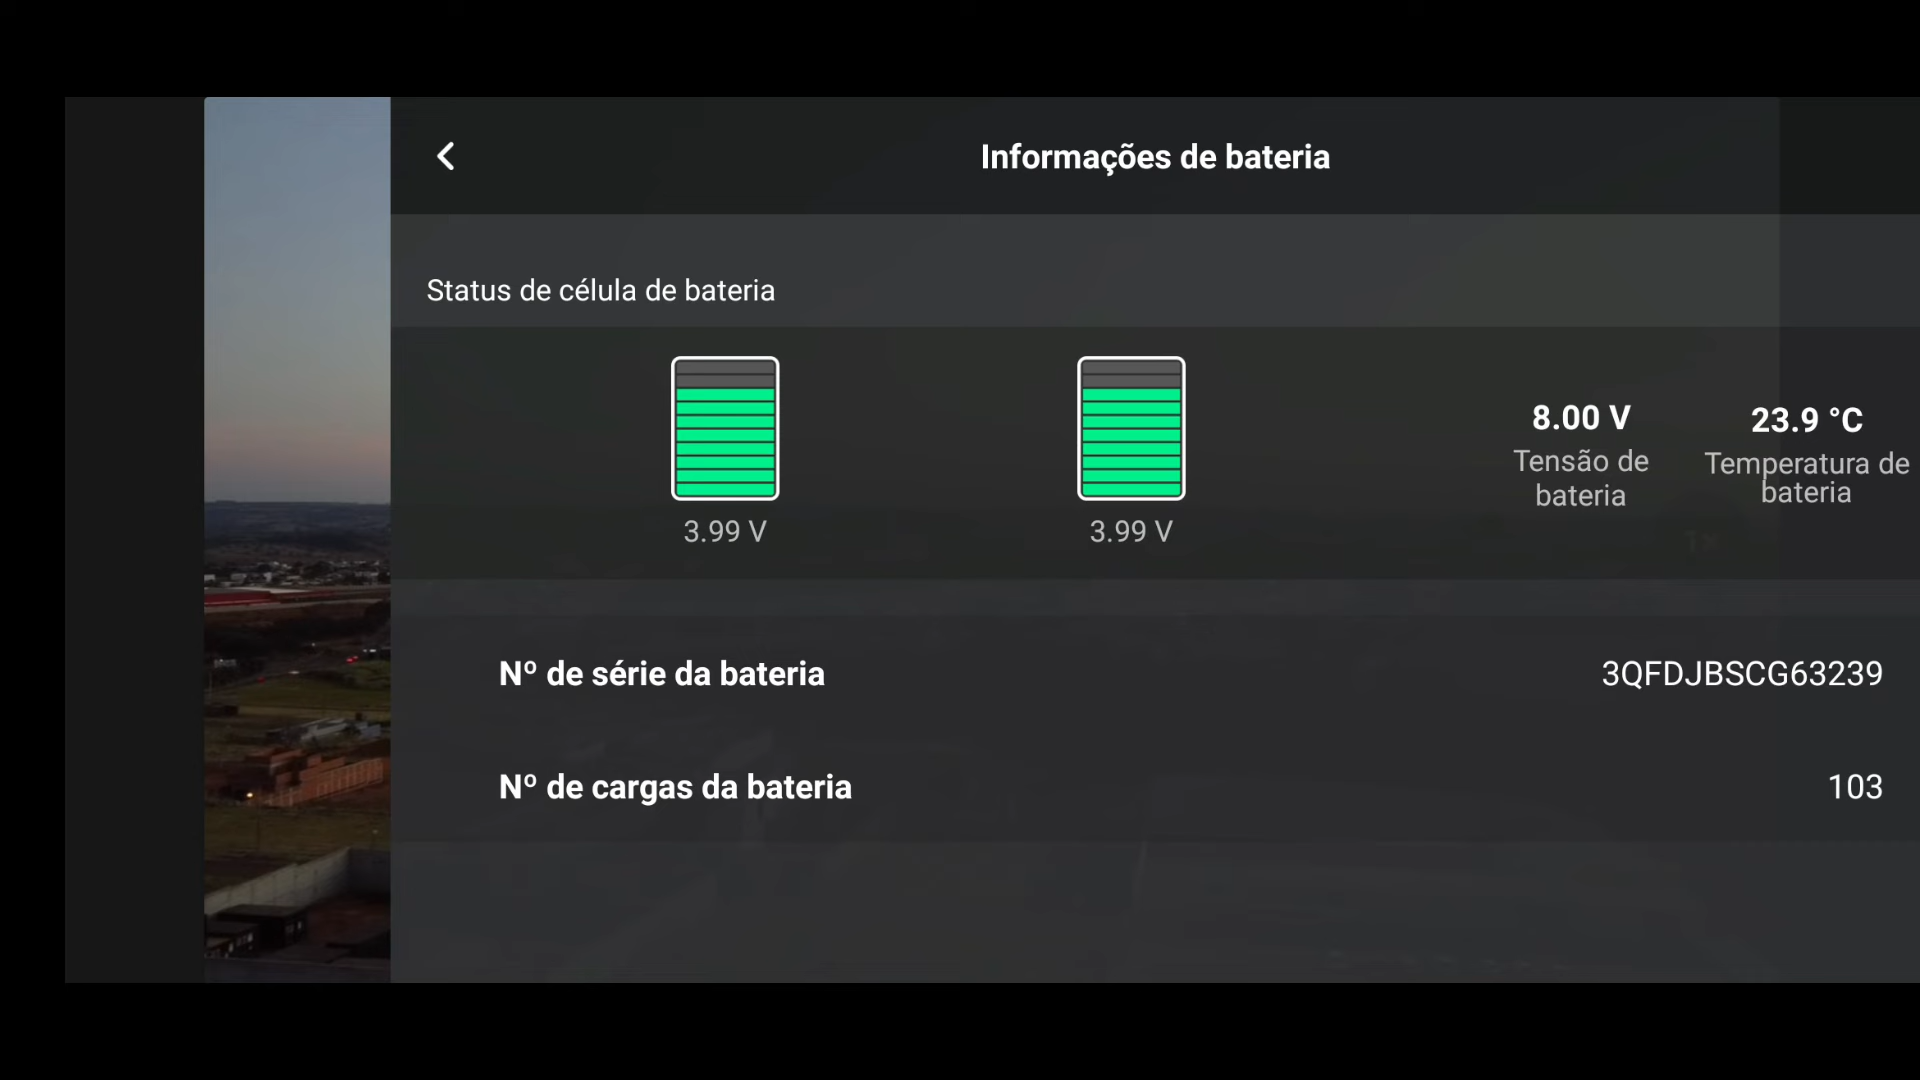 Informações de bateria
Status de célula de bateria
3.99 V
3.99 V
8.00 V
Tensão de
bateria
23.9 °C
Temperatura de
bateria
Nº de série da bateria
3QFDJBSCG63239
Nº de cargas da bateria
103